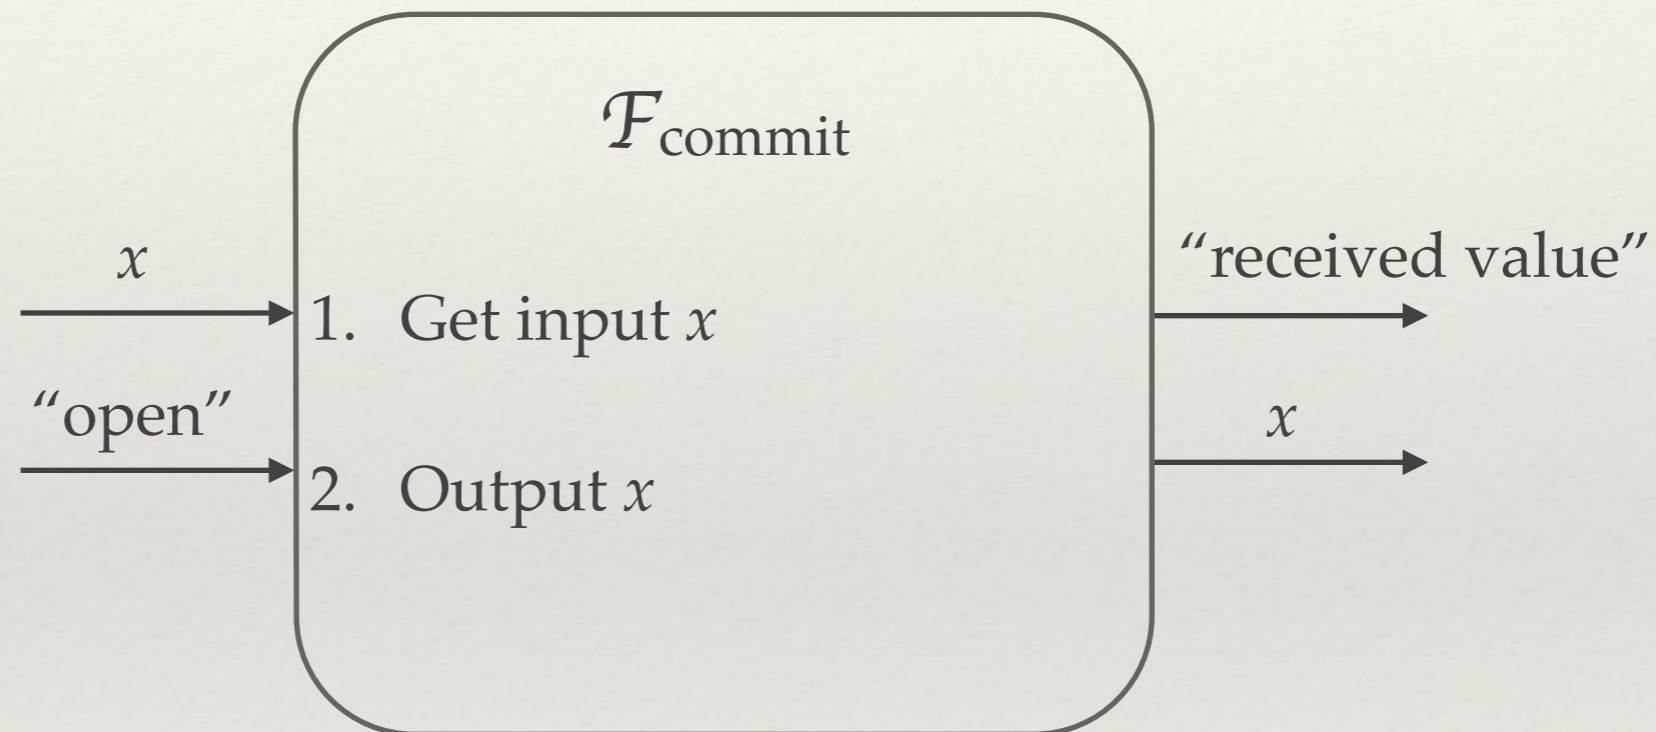 ℱcommit
x
“received value”
1. Get input x
“open”
x
2. Output x